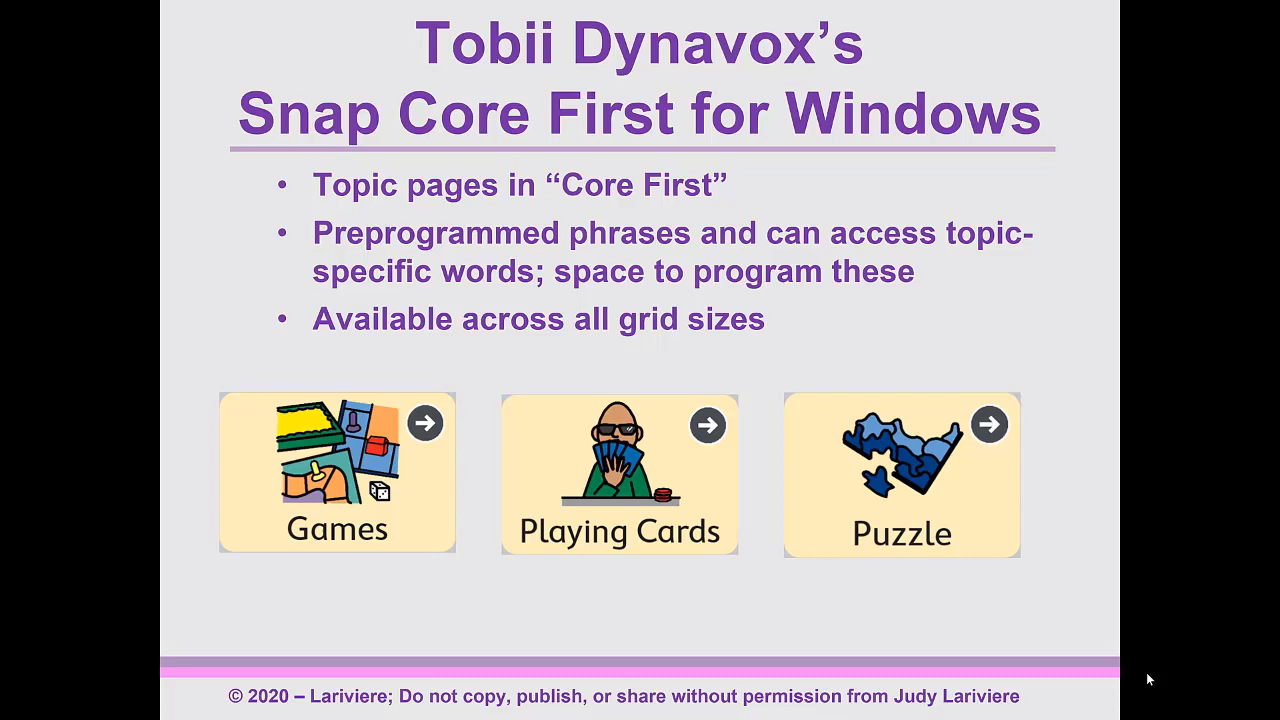 Tobii Dynavox’s
Snap Core First for Windows
• Topic pages in “Core First”
• Preprogrammed phrases and can access topic-
specific words; space to program these
• Available across all grid sizes
Games
Playing Cards
Puzzle
© 2020 – Lariviere; Do not copy, publish, or share without permission from Judy Lariviere